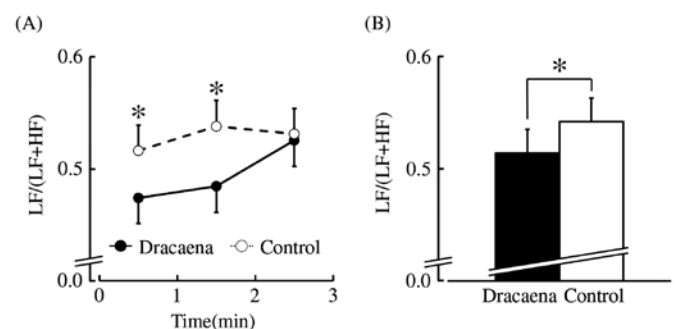 (A)
(B)
0.6
0.5
0.0
LF/(LF+HF)
*
*
Dracaena
Control
0
1
2
3
Time(min)
0.6
0.5
0.0
LF/(LF+HF)
*
Dracaena Control